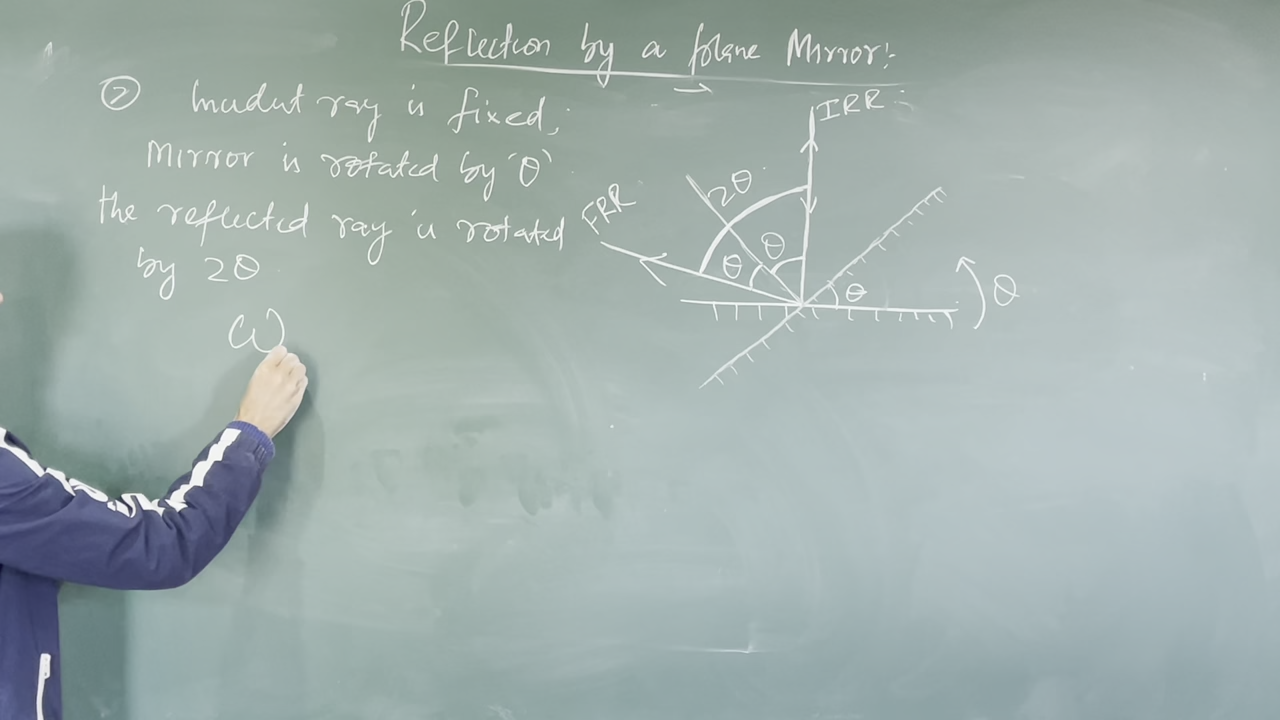 Reflection by a plane Mirror:-
② Incident ray is fixed;
Mirror is rotated by 'θ'
the reflected ray is rotated
by 2θ
ω
IRR:-
FRR
2θ
θ
θ
θ
θ